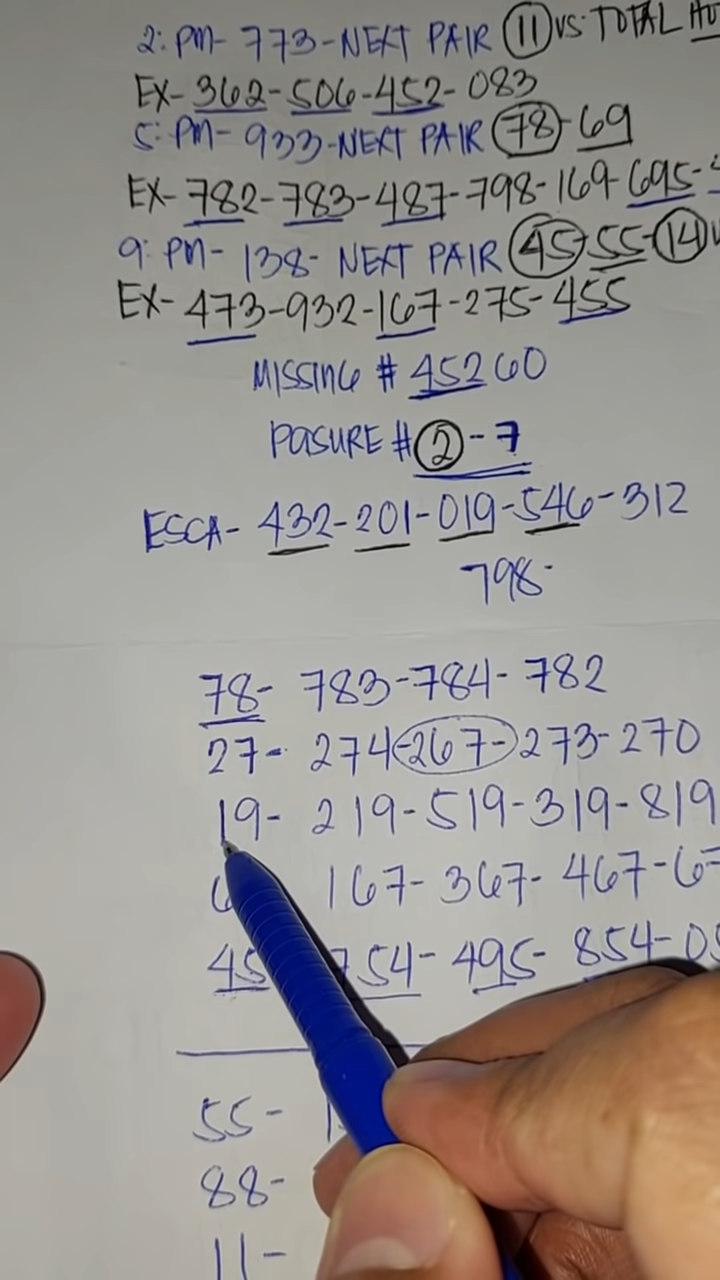 2: PM- 773-NEXT PAIR 11 VS TOTAL
EX- 362-506-452-083
5: PM- 933-NEXT PAIR 78-69
EX- 782-783-487-798-169-695-
9: PM- 138- NEXT PAIR 45-55-14
EX- 473-932-167-275-455
MISSING # 45260
PASURE # 2-7
ESCA- 432-201-019-546-312
798-
78- 783-784-782
27- 274-267-273-270
19- 219-519-319-819
167-367-467-67
45 754-495-854-0
55-
88-
11-